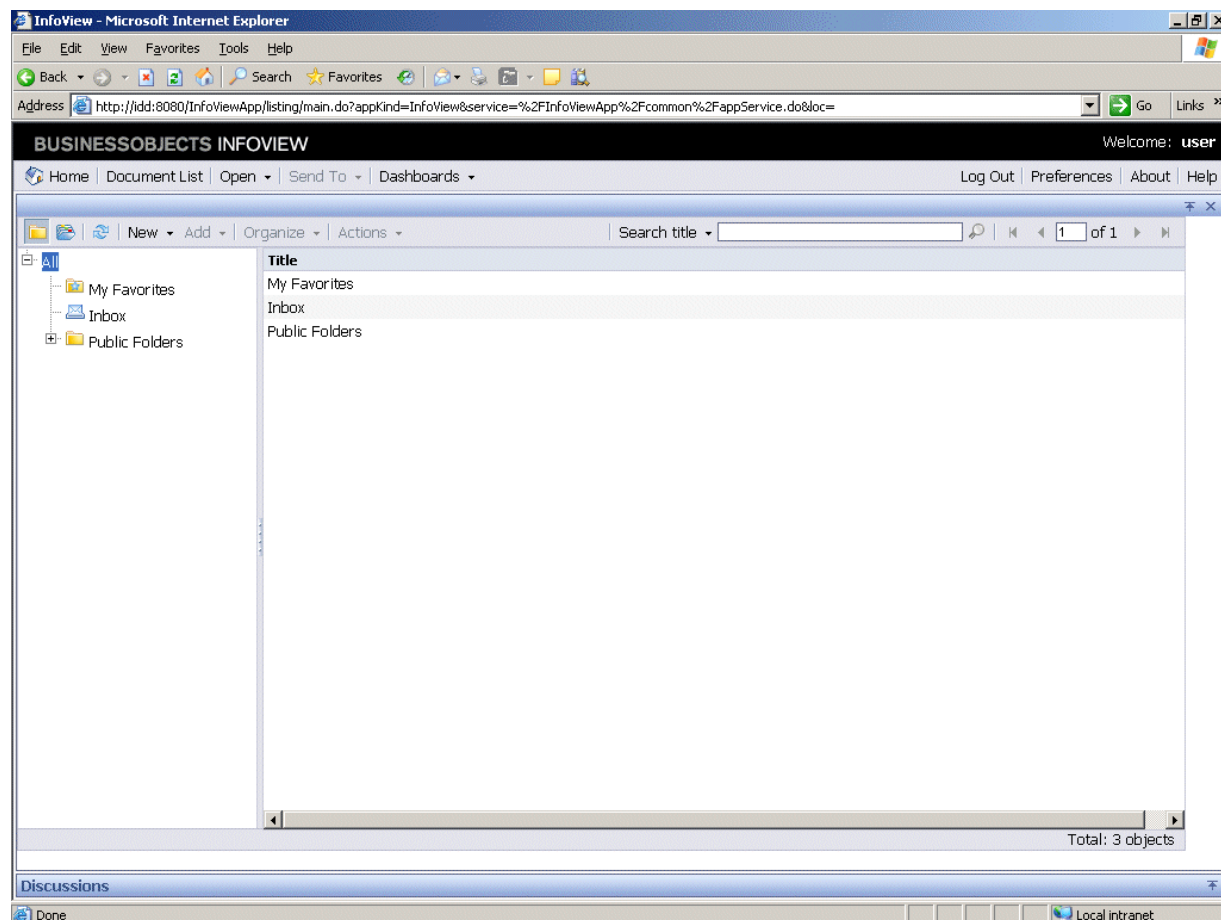 InfoView - Microsoft Internet Explorer
File Edit View Favorites Tools Help
Back Search Favorites
Address http://idd:8080/InfoViewApp/listing/main.do?appKind=InfoView&service=%2FInfoViewApp%2Fcommon%2FappService.do&loc= Go Links »
BUSINESSOBJECTS INFOVIEW Welcome: user
Home Document List Open Send To Dashboards Log Out Preferences About Help
New Add Organize Actions Search title 1 of 1
All Title
My Favorites My Favorites
Inbox Inbox
Public Folders Public Folders
Total: 3 objects
Discussions
Done Local intranet